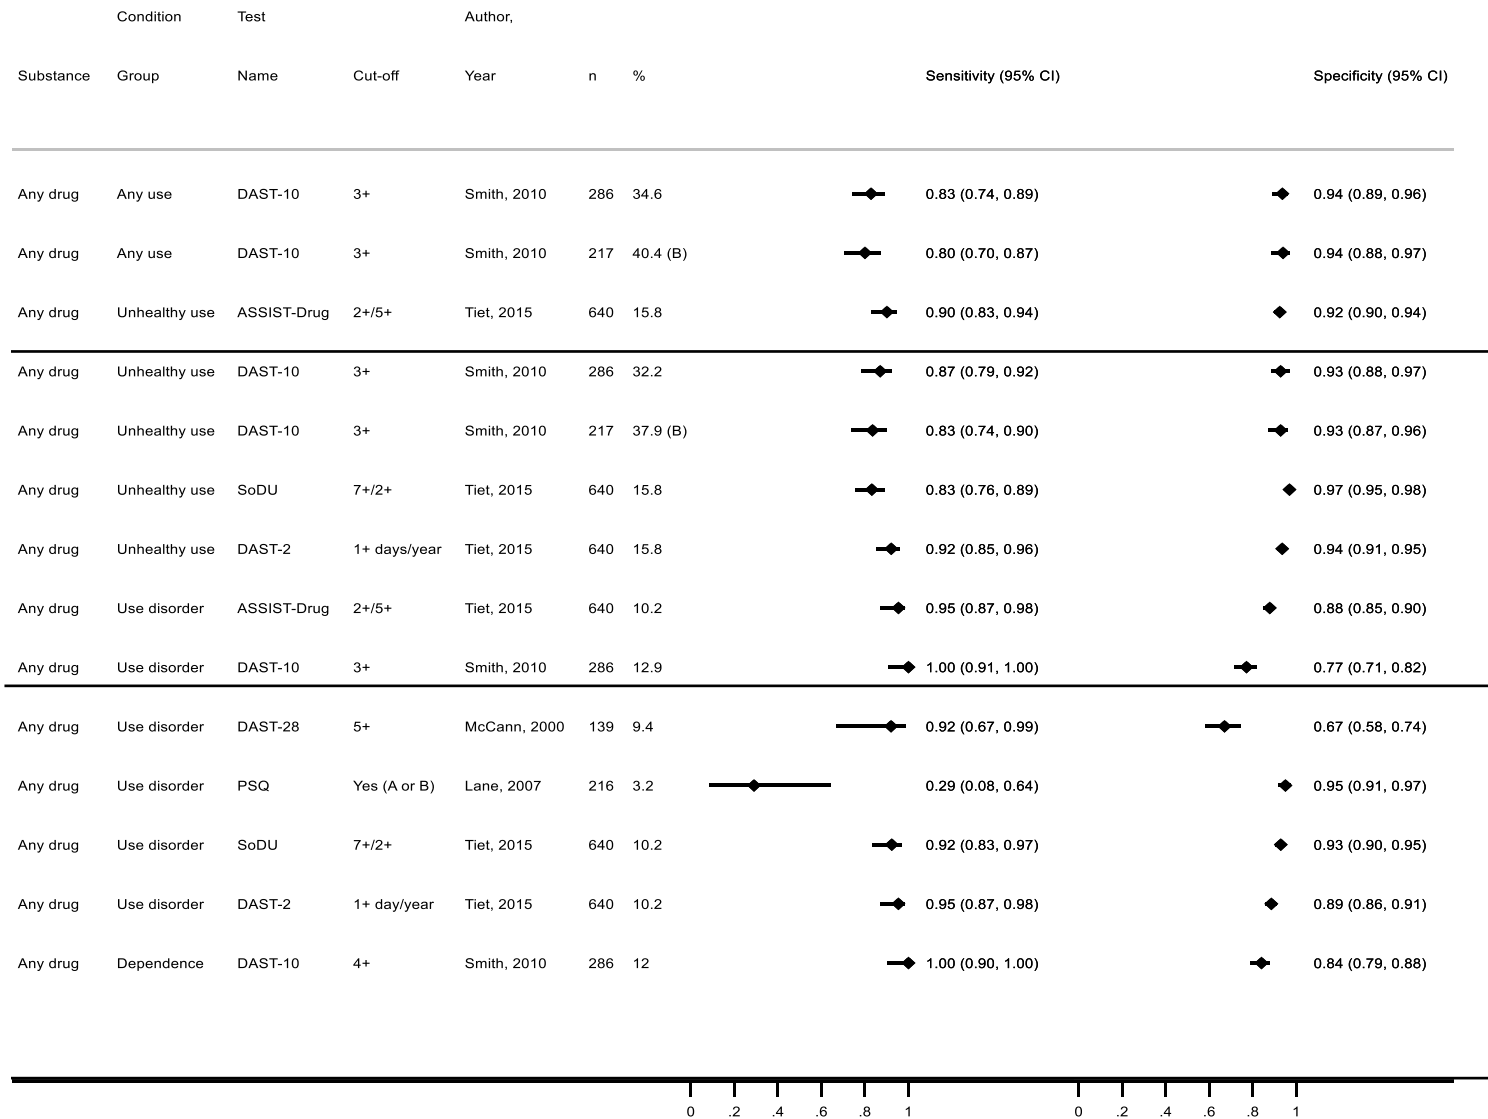 Condition Test Author,
Substance Group Name Cut-off Year n % Sensitivity (95% CI) Specificity (95% CI)
Any drug Any use DAST-10 3+ Smith, 2010 286 34.6 0.83 (0.74, 0.89) 0.94 (0.89, 0.96)
Any drug Any use DAST-10 3+ Smith, 2010 217 40.4 (B) 0.80 (0.70, 0.87) 0.94 (0.88, 0.97)
Any drug Unhealthy use ASSIST-Drug 2+/5+ Tiet, 2015 640 15.8 0.90 (0.83, 0.94) 0.92 (0.90, 0.94)
Any drug Unhealthy use DAST-10 3+ Smith, 2010 286 32.2 0.87 (0.79, 0.92) 0.93 (0.88, 0.97)
Any drug Unhealthy use DAST-10 3+ Smith, 2010 217 37.9 (B) 0.83 (0.74, 0.90) 0.93 (0.87, 0.96)
Any drug Unhealthy use SoDU 7+/2+ Tiet, 2015 640 15.8 0.83 (0.76, 0.89) 0.97 (0.95, 0.98)
Any drug Unhealthy use DAST-2 1+ days/year Tiet, 2015 640 15.8 0.92 (0.85, 0.96) 0.94 (0.91, 0.95)
Any drug Use disorder ASSIST-Drug 2+/5+ Tiet, 2015 640 10.2 0.95 (0.87, 0.98) 0.88 (0.85, 0.90)
Any drug Use disorder DAST-10 3+ Smith, 2010 286 12.9 1.00 (0.91, 1.00) 0.77 (0.71, 0.82)
Any drug Use disorder DAST-28 5+ McCann, 2000 139 9.4 0.92 (0.67, 0.99) 0.67 (0.58, 0.74)
Any drug Use disorder PSQ Yes (A or B) Lane, 2007 216 3.2 0.29 (0.08, 0.64) 0.95 (0.91, 0.97)
Any drug Use disorder SoDU 7+/2+ Tiet, 2015 640 10.2 0.92 (0.83, 0.97) 0.93 (0.90, 0.95)
Any drug Use disorder DAST-2 1+ day/year Tiet, 2015 640 10.2 0.95 (0.87, 0.98) 0.89 (0.86, 0.91)
Any drug Dependence DAST-10 4+ Smith, 2010 286 12 1.00 (0.90, 1.00) 0.84 (0.79, 0.88)
0 .2 .4 .6 .8 1 0 .2 .4 .6 .8 1